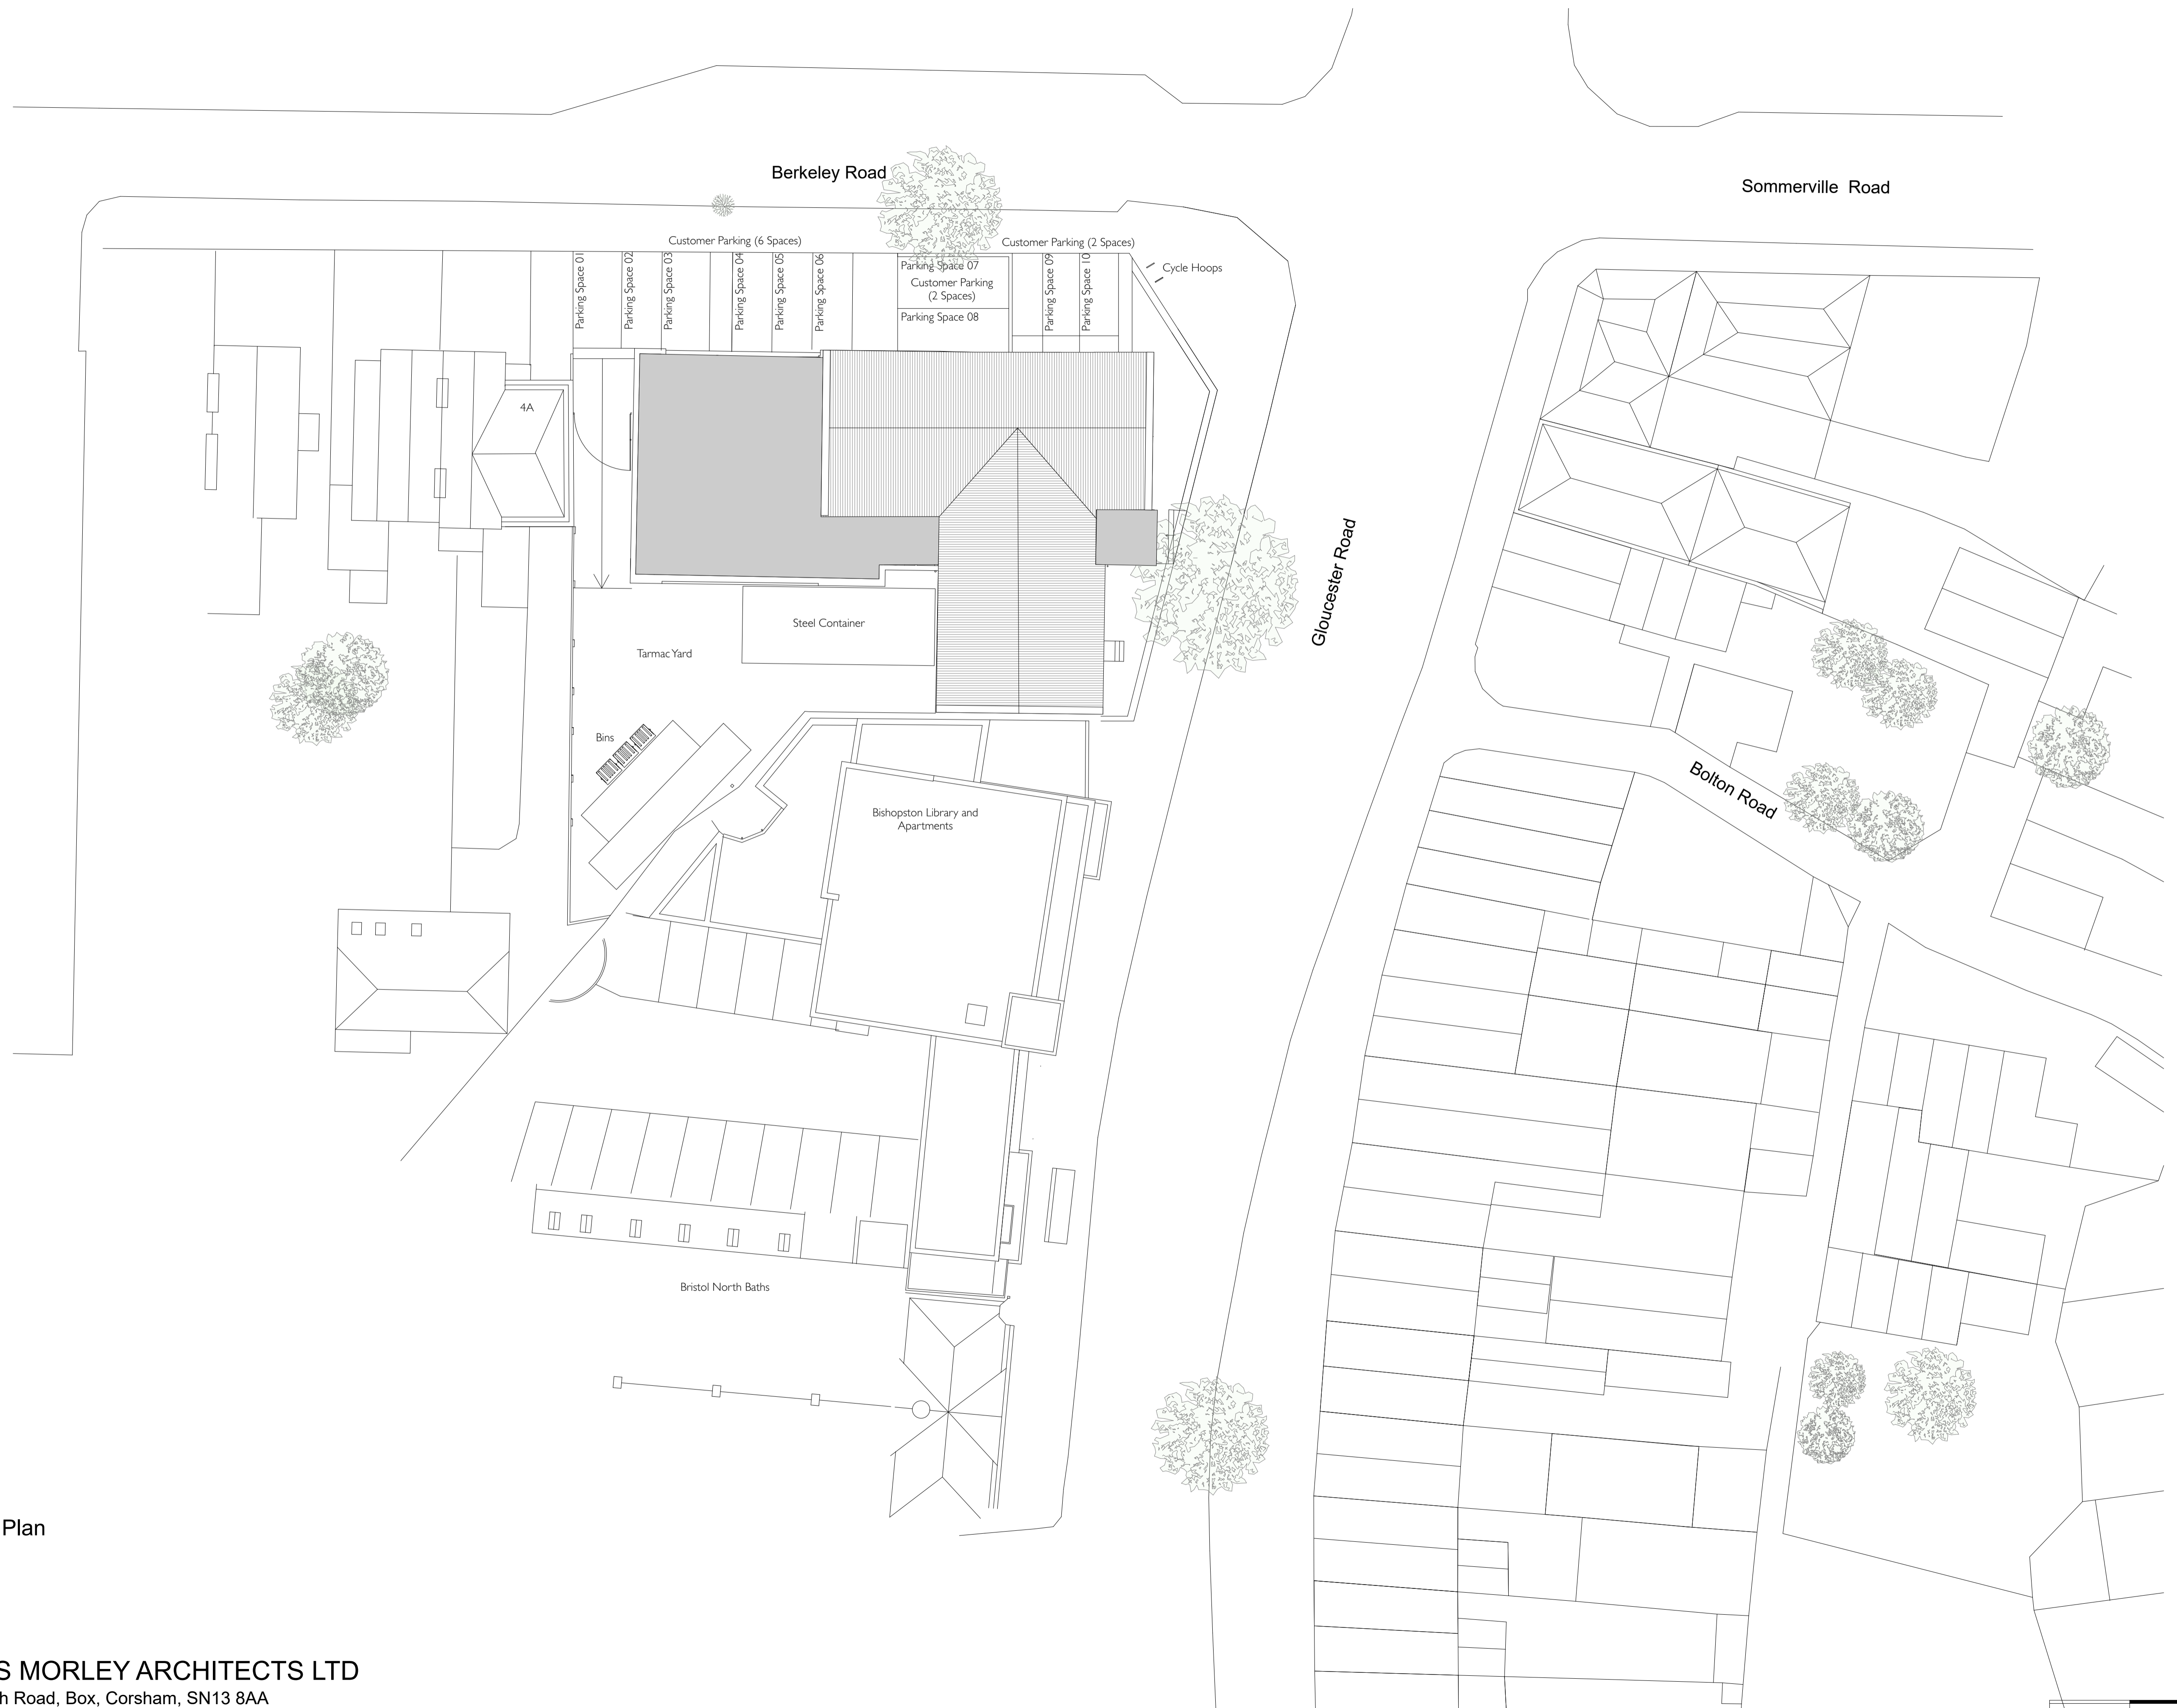 Berkeley Road
Sommerville  Road
Customer Parking (6 Spaces)
Customer Parking (2 Spaces)
Cycle Hoops
Parking Space 01
Parking Space 02
Parking Space 03
Parking Space 04
Parking Space 05
Parking Space 06
Parking Space 07
Customer Parking
(2 Spaces)
Parking Space 08
Parking Space 09
Parking Space 10
4A
Gloucester Road
Steel Container
Tarmac Yard
Bins
Bolton Road
Bishopston Library and
Apartments
Bristol North Baths
Plan
S MORLEY ARCHITECTS LTD
h Road, Box, Corsham, SN13 8AA